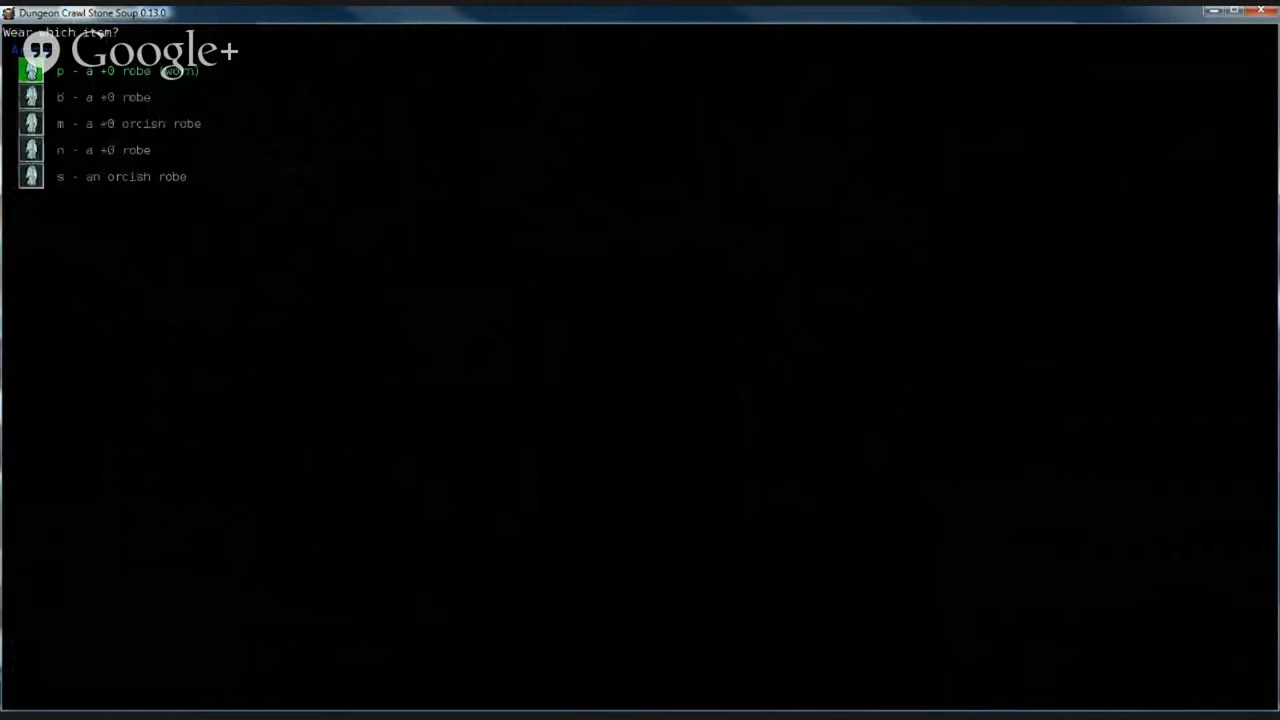 Dungeon Crawl Stone Soup 0.13.0
Wear which item?
Google+
p - a +0 robe (worn)
b - a +0 robe
m - a +0 orcish robe
n - a +0 robe
s - an orcish robe